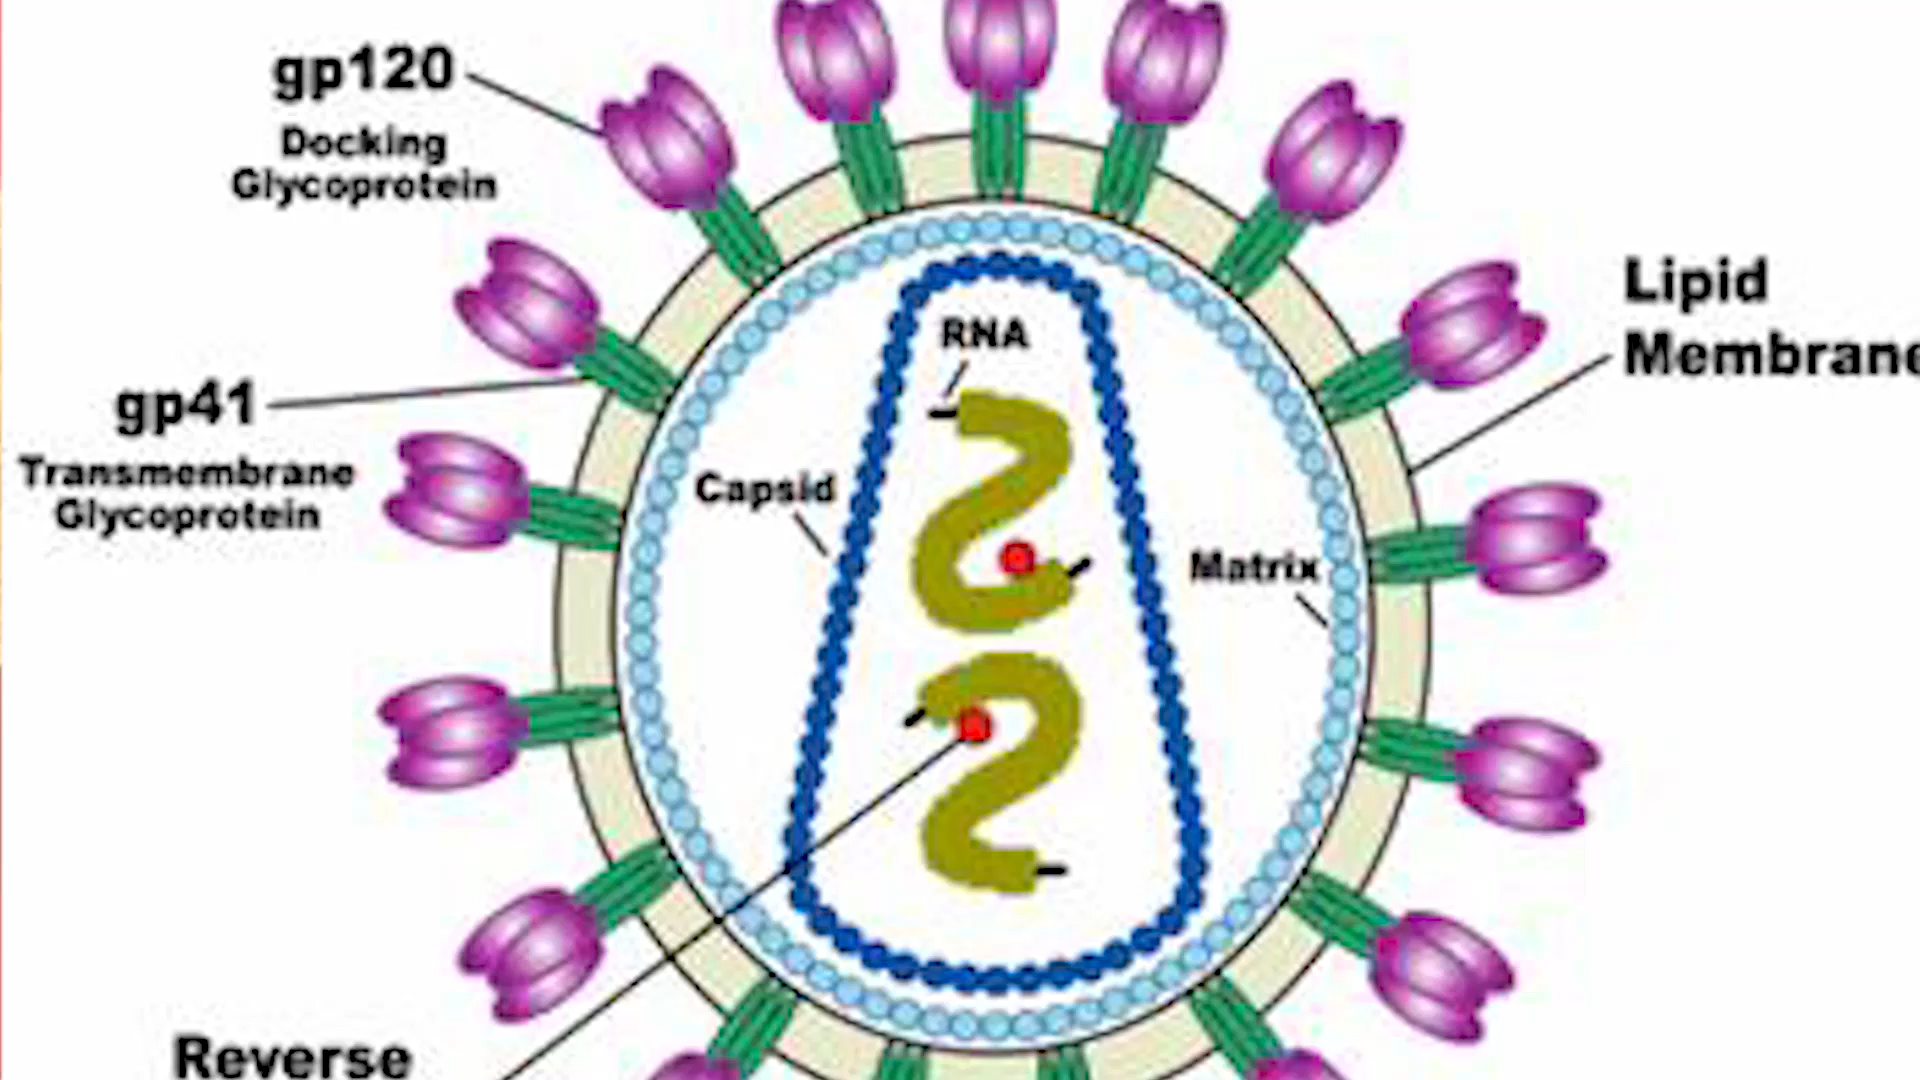 gp120
Docking
Glycoprotein
gp41
Transmembrane
Glycoprotein
RNA
Capsid
Matrix
Lipid
Membrane
Reverse